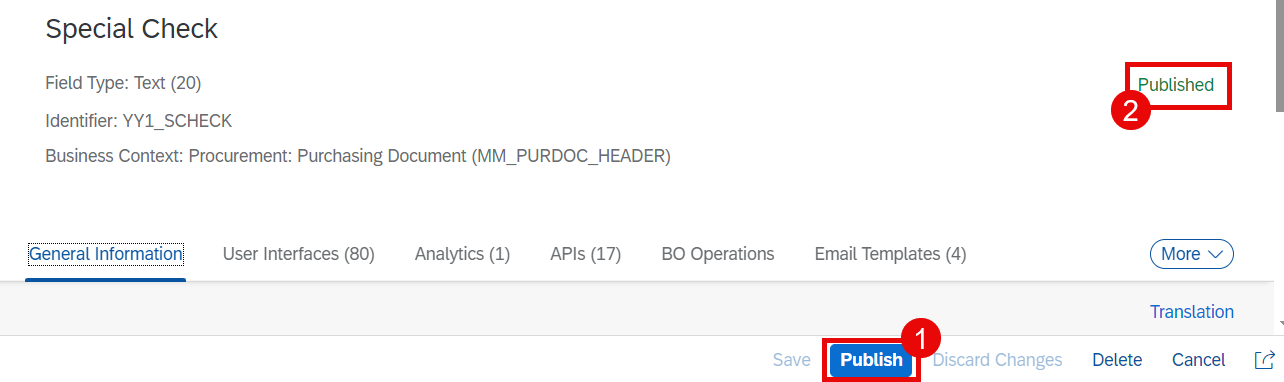 Special Check
Field Type: Text (20)
Published
2
Identifier: YY1_SCHECK
Business Context: Procurement: Purchasing Document (MM_PURDOC_HEADER)
General Information User Interfaces (80) Analytics (1) APIs (17) BO Operations Email Templates (4) More
Translation
1
Save Publish Discard Changes Delete Cancel